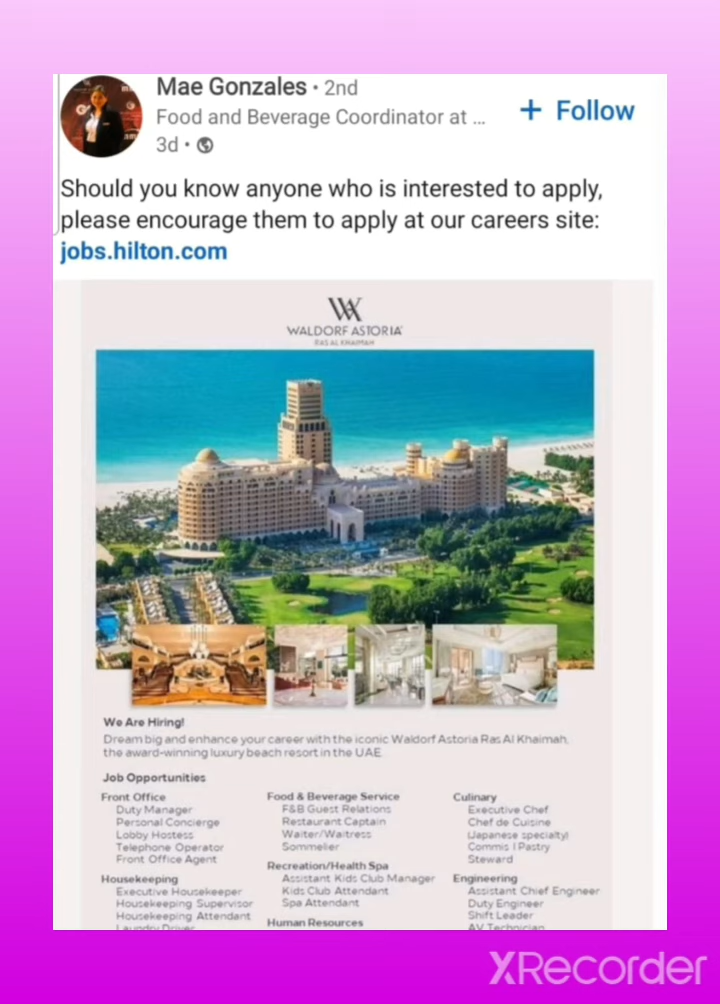 Mae Gonzales • 2nd
Food and Beverage Coordinator at ...
3d •
+ Follow
Should you know anyone who is interested to apply,
please encourage them to apply at our careers site:
jobs.hilton.com
WALDORF ASTORIA
RAS AL KHAIMAH
We Are Hiring!
Dream big and enhance your career with the iconic Waldorf Astoria Ras Al Khaimah,
the award-winning luxury beach resort in the UAE.
Job Opportunities
Front Office
Duty Manager
Personal Concierge
Lobby Hostess
Telephone Operator
Front Office Agent
Housekeeping
Executive Housekeeper
Housekeeping Supervisor
Housekeeping Attendant
Laundry Driver
Food & Beverage Service
F&B Guest Relations
Restaurant Captain
Waiter/Waitress
Sommelier
Recreation/Health Spa
Assistant Kids Club Manager
Kids Club Attendant
Spa Attendant
Human Resources
Culinary
Executive Chef
Chef de Cuisine
(Japanese specialty)
Commis I Pastry
Steward
Engineering
Assistant Chief Engineer
Duty Engineer
Shift Leader
AV Technician
XRecorder